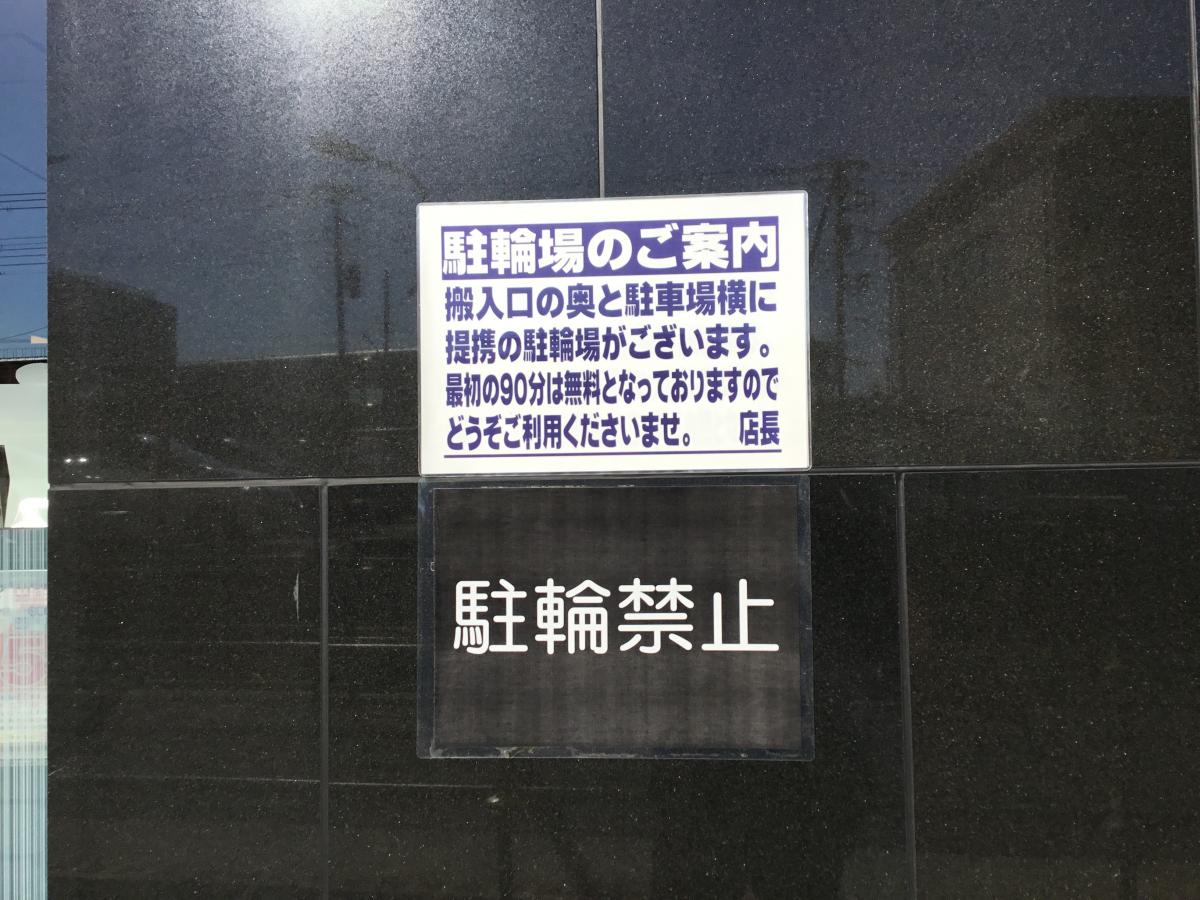 駐輪場のご案内
搬入口の奥と駐車場横に
提携の駐輪場がございます。
最初の90分は無料となっておりますので
どうぞご利用くださいませ。 店長
駐輪禁止